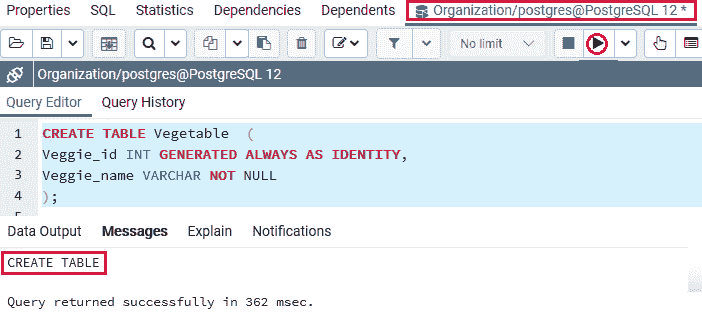 Properties SQL Statistics Dependencies Dependents Organization/postgres@PostgreSQL 12 *
No limit
Organization/postgres@PostgreSQL 12
Query Editor Query History
1 CREATE TABLE Vegetable (
2 Veggie_id INT GENERATED ALWAYS AS IDENTITY,
3 Veggie_name VARCHAR NOT NULL
4 );
Data Output Messages Explain Notifications
CREATE TABLE
Query returned successfully in 362 msec.